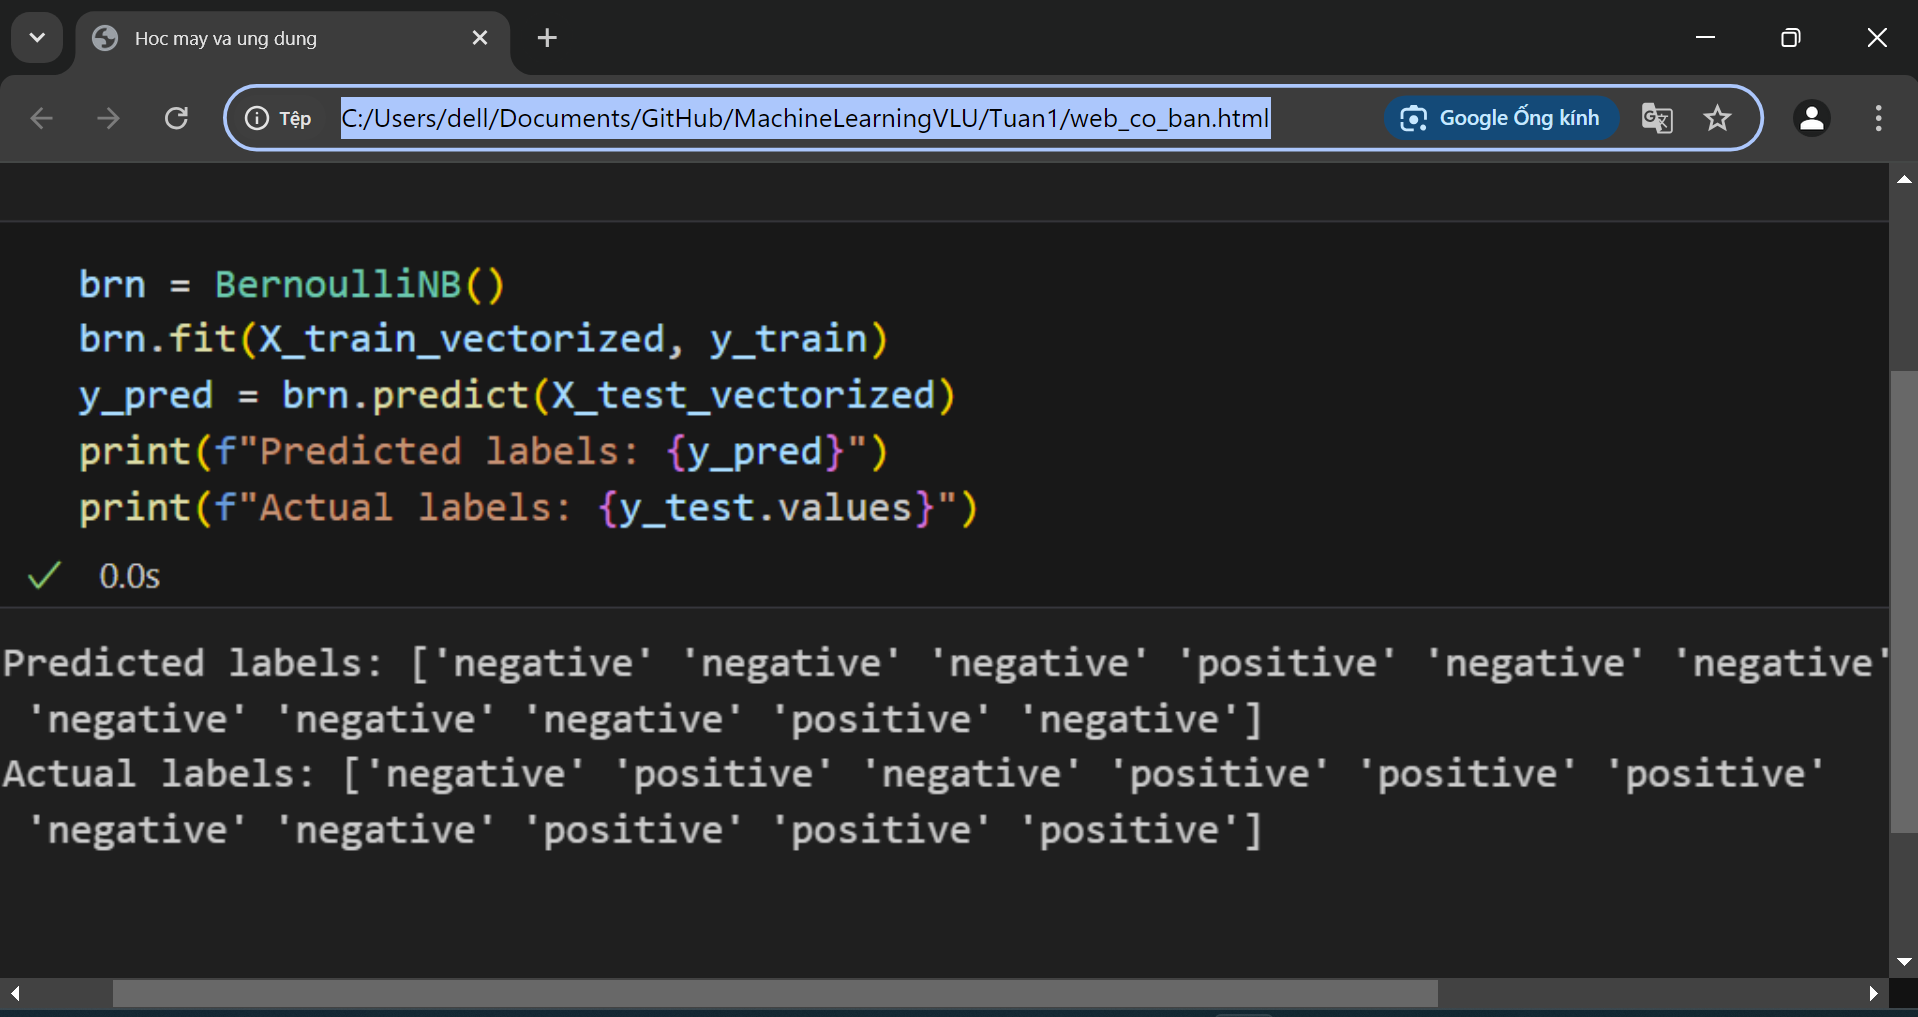 Hoc may va ung dung
Tệp C:/Users/dell/Documents/GitHub/MachineLearningVLU/Tuan1/web_co_ban.html Google Ống kính
brn = BernoulliNB()
brn.fit(X_train_vectorized, y_train)
y_pred = brn.predict(X_test_vectorized)
print(f"Predicted labels: {y_pred}")
print(f"Actual labels: {y_test.values}")
0.0s
Predicted labels: ['negative' 'negative' 'negative' 'positive' 'negative' 'negative'
'negative' 'negative' 'negative' 'positive' 'negative']
Actual labels: ['negative' 'positive' 'negative' 'positive' 'positive' 'positive'
'negative' 'negative' 'positive' 'positive' 'positive']